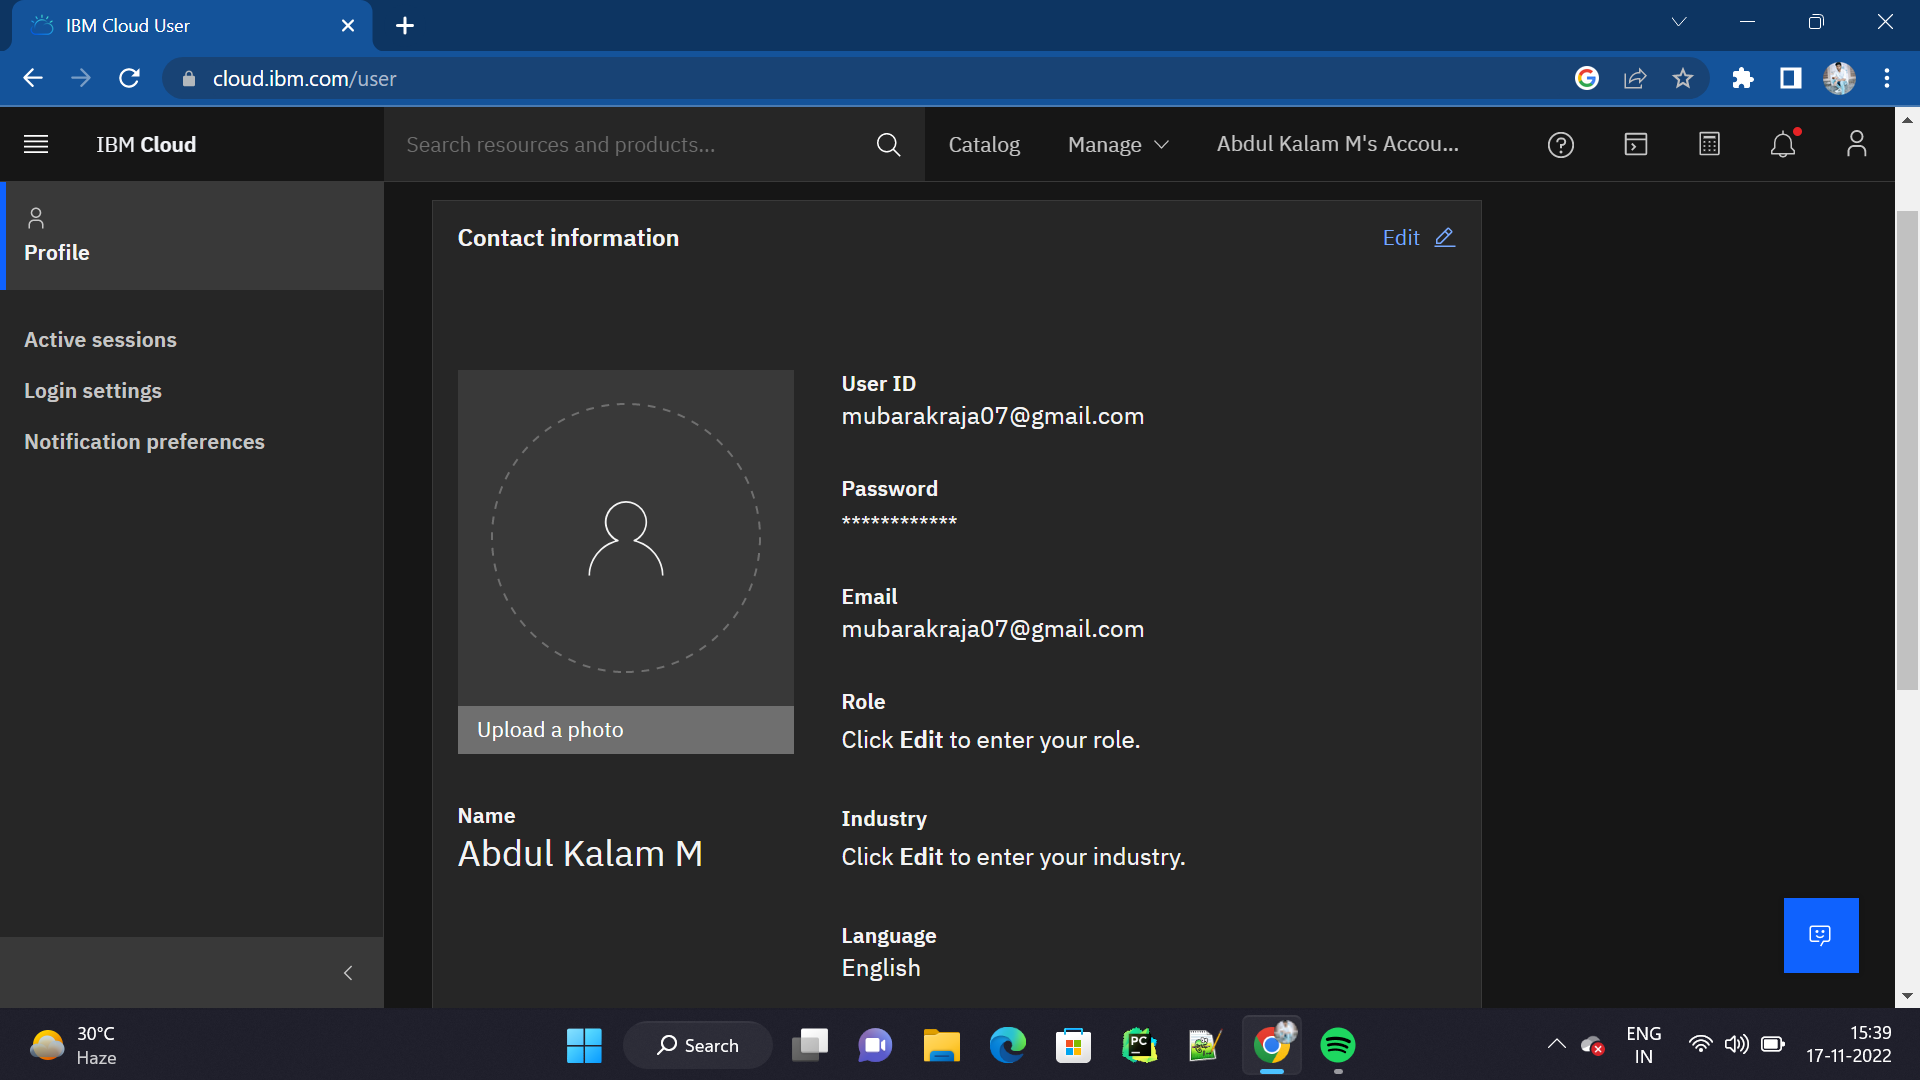 IBM Cloud User
cloud.ibm.com/user
IBM Cloud
Search resources and products...
Catalog
Manage
Abdul Kalam M's Accou...
Profile
Active sessions
Login settings
Notification preferences
Contact information
Edit
Upload a photo
Name
Abdul Kalam M
User ID
mubarakraja07@gmail.com
Password
************
Email
mubarakraja07@gmail.com
Role
Click Edit to enter your role.
Industry
Click Edit to enter your industry.
Language
English
30°C
Haze
Search
PC
ENG
IN
15:39
17-11-2022